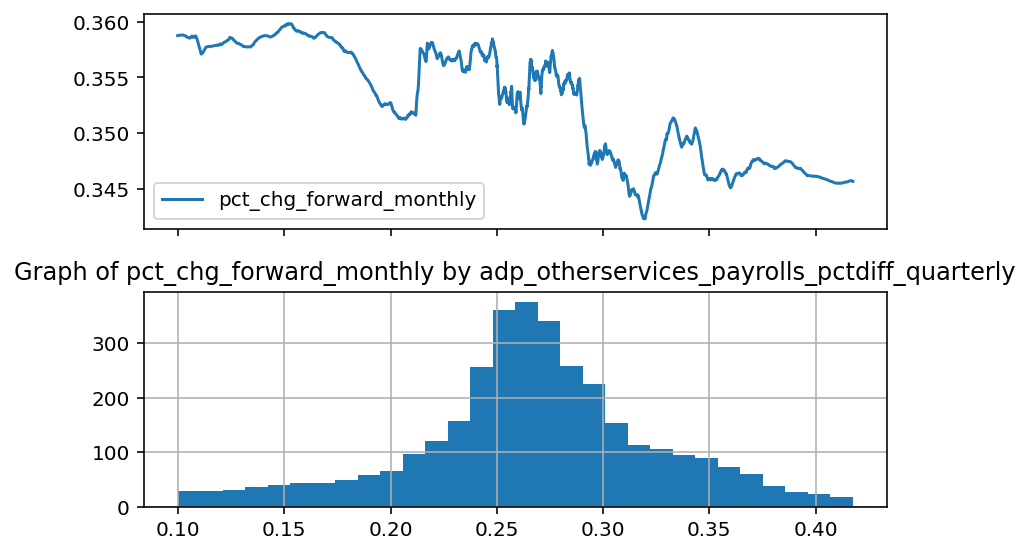 0.360
0.355
0.350
0.345
pct_chg_forward_monthly
Graph of pct_chg_forward_monthly by adp_otherservices_payrolls_pctdiff_quarterly
300
200
100
0
0.10 0.15 0.20 0.25 0.30 0.35 0.40